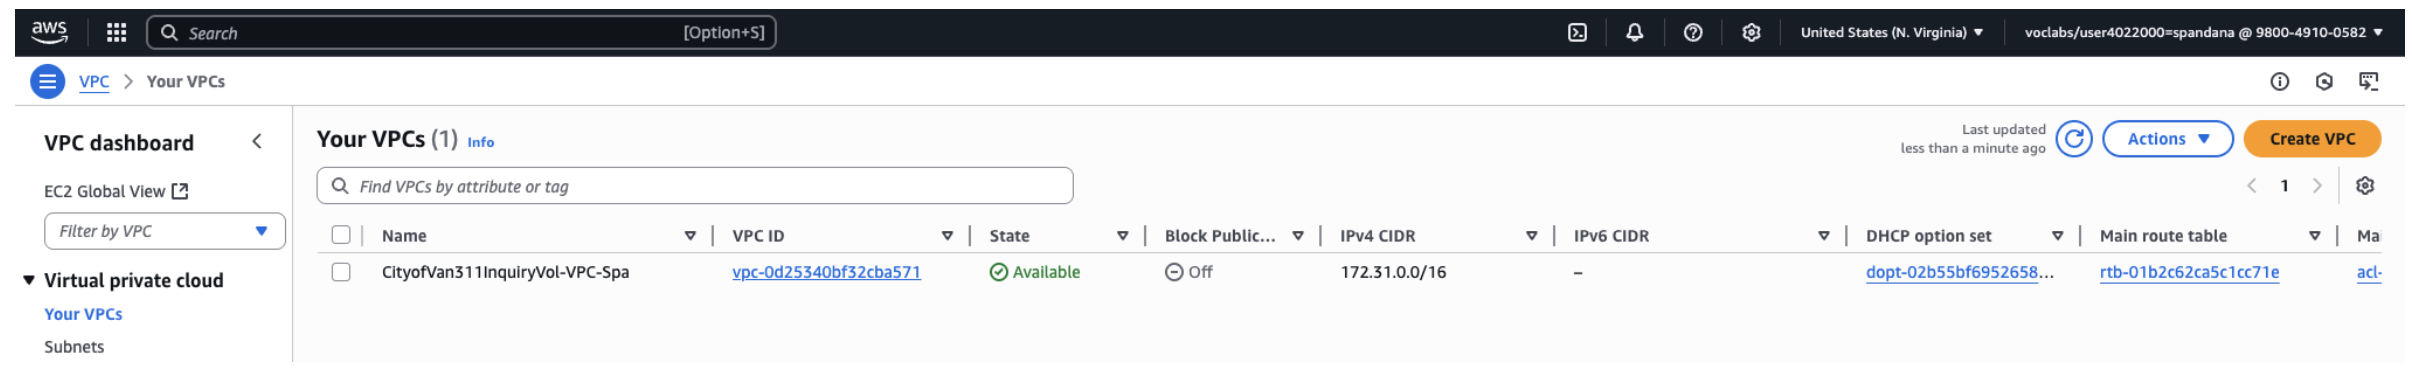 aws Search [Option+S] United States (N. Virginia) voclabs/user4022000=spandana @ 9800-4910-0582
VPC > Your VPCs
VPC dashboard
EC2 Global View
Filter by VPC
Virtual private cloud
Your VPCs
Subnets
Your VPCs (1) Info
Last updated
less than a minute ago
Actions
Create VPC
Find VPCs by attribute or tag
1
Name VPC ID State Block Public... IPv4 CIDR IPv6 CIDR DHCP option set Main route table Mai
CityofVan311InquiryVol-VPC-Spa vpc-0d25340bf32cba571 Available Off 172.31.0.0/16 – dopt-02b55bf6952658... rtb-01b2c62ca5c1cc71e acl-